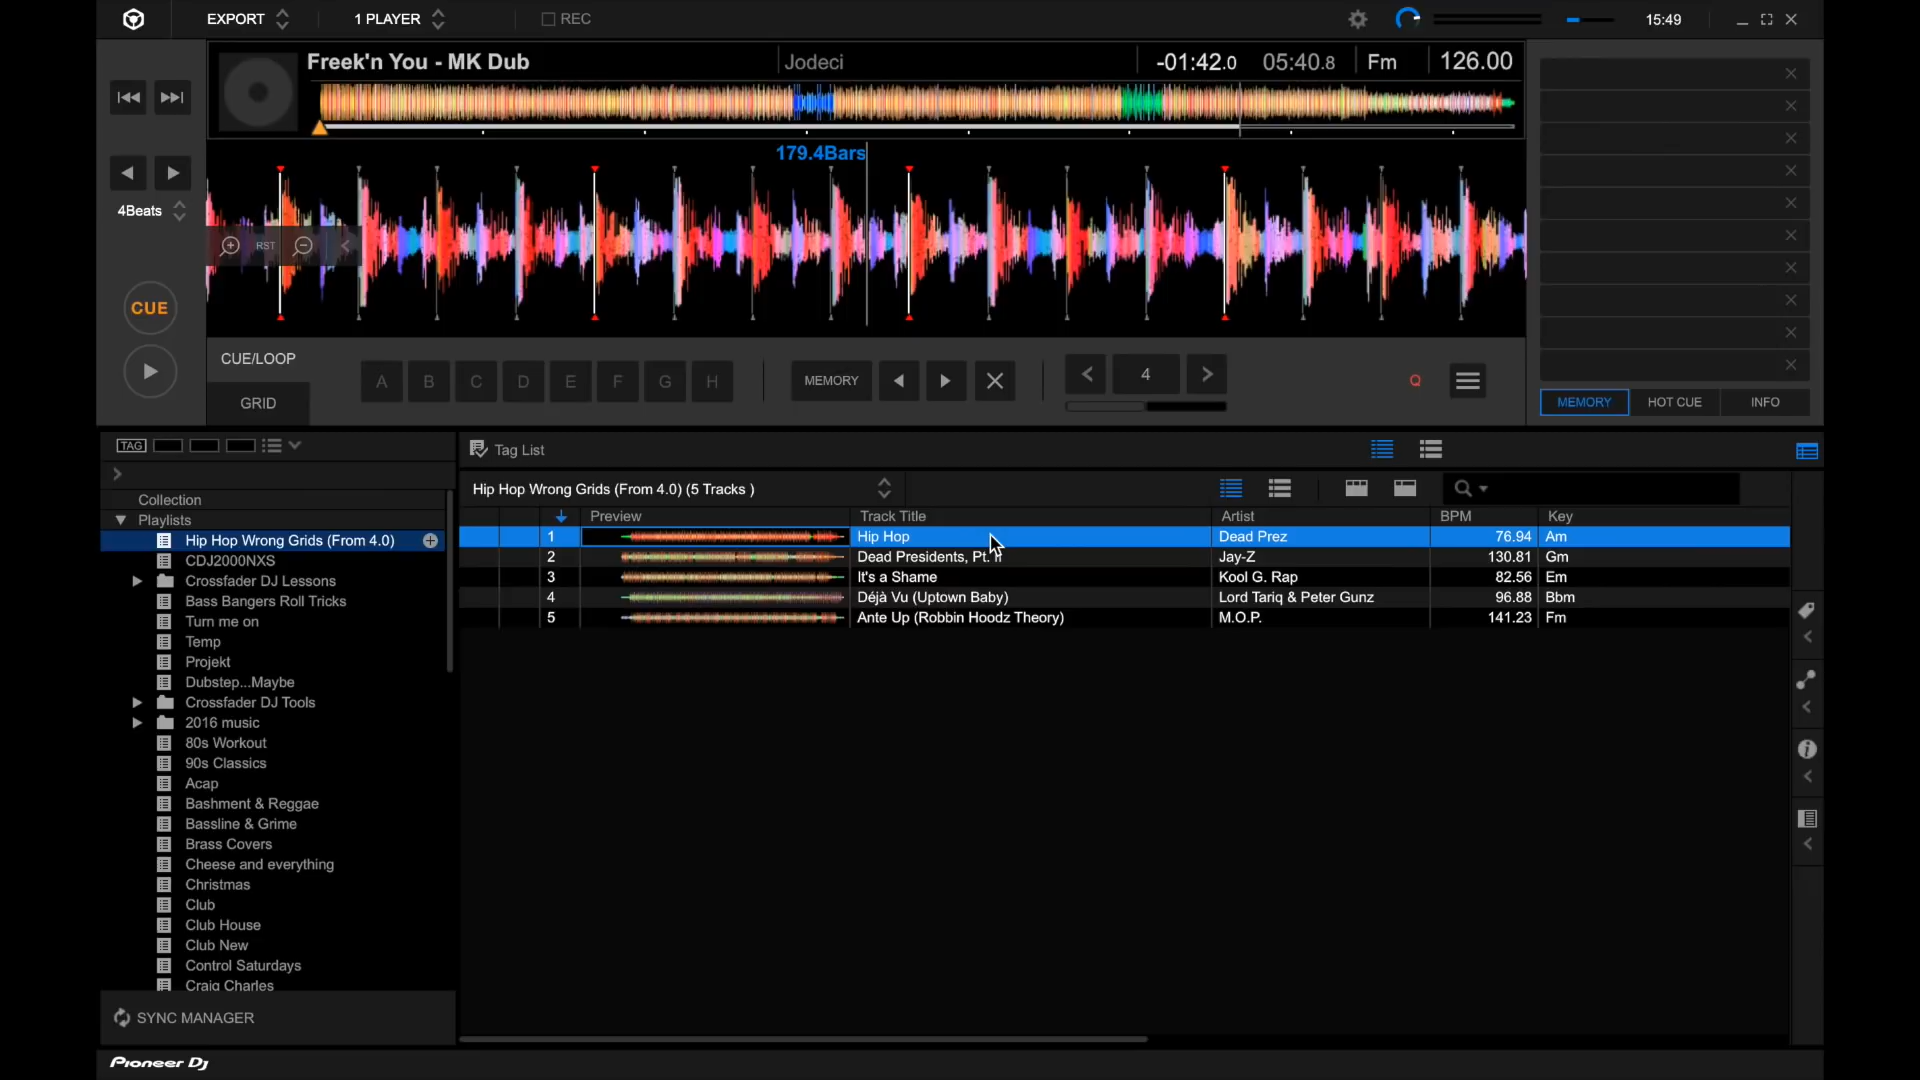 EXPORT 1 PLAYER REC 15:49
Freek'n You - MK Dub Jodeci -01:42.0 05:40.8 Fm 126.00
179.4Bars
4Beats
RST
CUE
CUE/LOOP
GRID
A B C D E F G H MEMORY 4 Q
MEMORY HOT CUE INFO
TAG
Tag List
Collection
Playlists
Hip Hop Wrong Grids (From 4.0)
CDJ2000NXS
Crossfader DJ Lessons
Bass Bangers Roll Tricks
Turn me on
Temp
Projekt
Dubstep...Maybe
Crossfader DJ Tools
2016 music
80s Workout
90s Classics
Acap
Bashment & Reggae
Bassline & Grime
Brass Covers
Cheese and everything
Christmas
Club
Club House
Club New
Control Saturdays
Craig Charles
SYNC MANAGER
Hip Hop Wrong Grids (From 4.0) (5 Tracks )
Preview Track Title Artist BPM Key
1 Hip Hop Dead Prez 76.94 Am
2 Dead Presidents, Pt. II Jay-Z 130.81 Gm
3 It's a Shame Kool G. Rap 82.56 Em
4 Déjà Vu (Uptown Baby) Lord Tariq & Peter Gunz 96.88 Bbm
5 Ante Up (Robbin Hoodz Theory) M.O.P. 141.23 Fm
Pioneer Dj